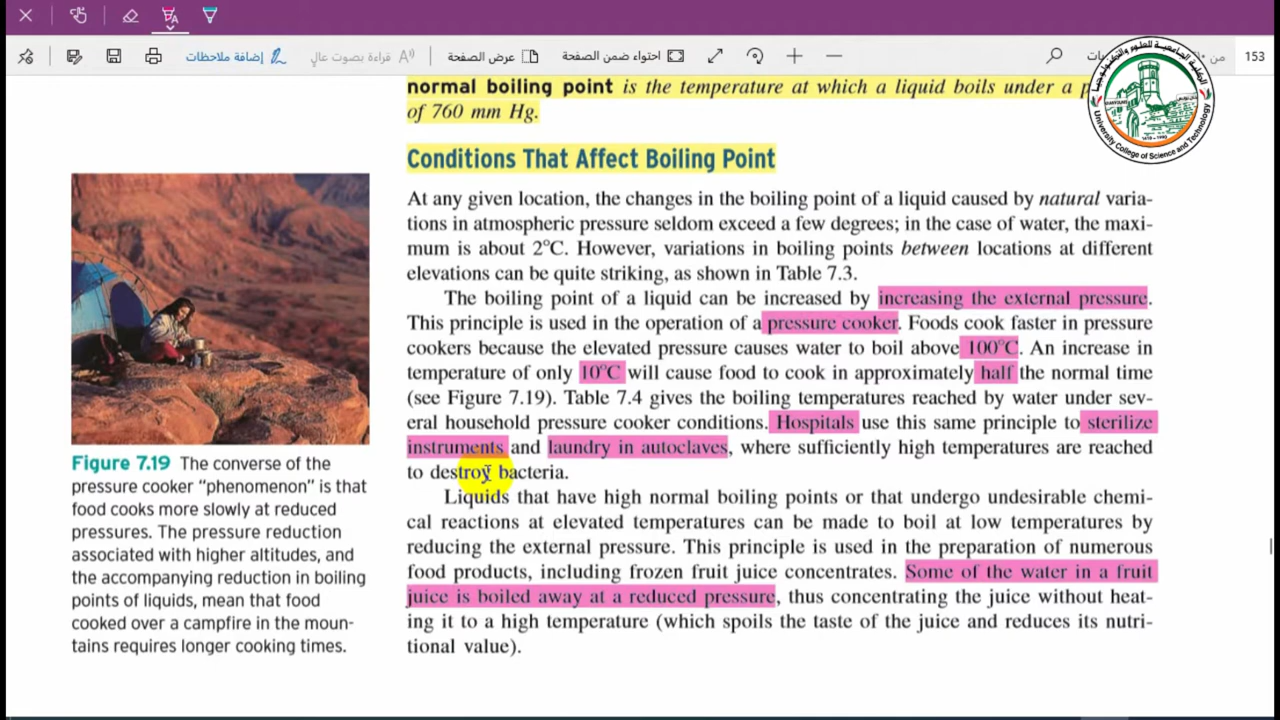 إضافة ملاحظات
قراءة بصوت عالٍ
عرض الصفحة
احتواء ضمن الصفحة
من
153
normal boiling point is the temperature at which a liquid boils under a
of 760 mm Hg.
Conditions That Affect Boiling Point
At any given location, the changes in the boiling point of a liquid caused by natural varia-
tions in atmospheric pressure seldom exceed a few degrees; in the case of water, the maxi-
mum is about 2°C. However, variations in boiling points between locations at different
elevations can be quite striking, as shown in Table 7.3.
The boiling point of a liquid can be increased by increasing the external pressure.
This principle is used in the operation of a pressure cooker. Foods cook faster in pressure
cookers because the elevated pressure causes water to boil above 100°C. An increase in
temperature of only 10°C will cause food to cook in approximately half the normal time
(see Figure 7.19). Table 7.4 gives the boiling temperatures reached by water under sev-
eral household pressure cooker conditions. Hospitals use this same principle to sterilize
instruments and laundry in autoclaves, where sufficiently high temperatures are reached
to destroy bacteria.
Liquids that have high normal boiling points or that undergo undesirable chemi-
cal reactions at elevated temperatures can be made to boil at low temperatures by
reducing the external pressure. This principle is used in the preparation of numerous
food products, including frozen fruit juice concentrates. Some of the water in a fruit
juice is boiled away at a reduced pressure, thus concentrating the juice without heat-
ing it to a high temperature (which spoils the taste of the juice and reduces its nutri-
tional value).
Figure 7.19 The converse of the
pressure cooker “phenomenon” is that
food cooks more slowly at reduced
pressures. The pressure reduction
associated with higher altitudes, and
the accompanying reduction in boiling
points of liquids, mean that food
cooked over a campfire in the moun-
tains requires longer cooking times.
University College of Science and Technology